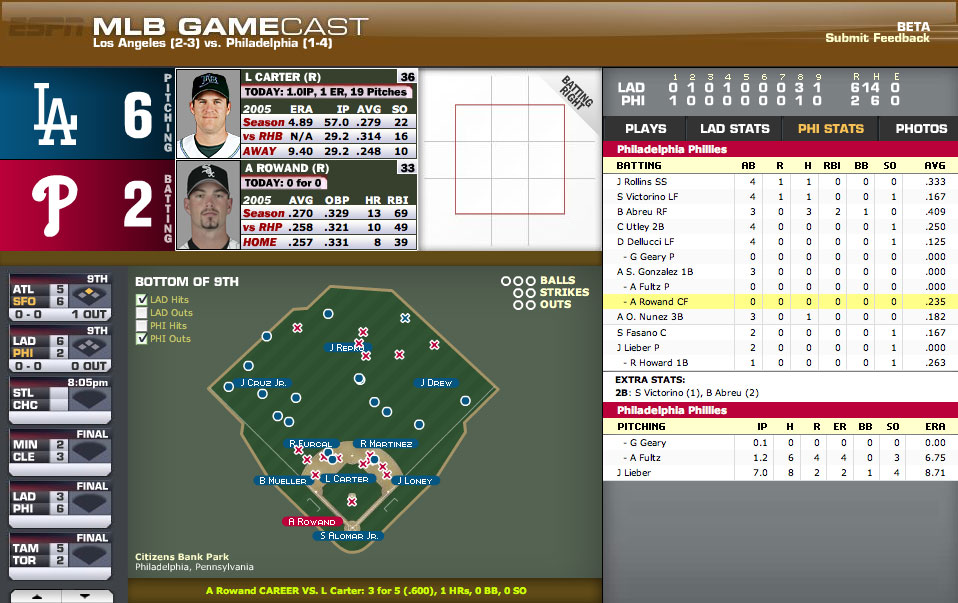 ESPN MLB GAMECAST
Los Angeles (2-3) vs. Philadelphia (1-4)
BETA
Submit Feedback
LA
6
PITCHING
L CARTER (R) 36
TODAY: 1.0IP, 1 ER, 19 Pitches
2005 ERA IP AVG SO
Season 4.89 57.0 .279 22
vs RHB N/A 29.2 .314 16
AWAY 9.40 29.2 .248 10
P
2
BATTING
A ROWAND (R) 33
TODAY: 0 for 0
2005 AVG OBP HR RBI
Season .270 .329 13 69
vs RHP .258 .321 10 49
HOME .257 .331 8 39
BATTING RIGHT
1 2 3 4 5 6 7 8 9 R H E
LAD 0 1 0 1 0 0 0 3 1 6 14 0
PHI 1 0 0 0 0 0 0 1 0 2 6 0
PLAYS LAD STATS PHI STATS PHOTOS
Philadelphia Phillies
BATTING AB R H RBI BB SO AVG
J Rollins SS 4 1 1 0 0 0 .333
S Victorino LF 4 1 1 0 0 1 .167
B Abreu RF 3 0 3 2 1 0 .409
C Utley 2B 4 0 0 0 0 1 .250
D Dellucci LF 4 0 0 0 0 1 .125
- G Geary P 0 0 0 0 0 0 .000
A S. Gonzalez 1B 3 0 0 0 0 0 .000
- A Fultz P 0 0 0 0 0 0 .000
- A Rowand CF 0 0 0 0 0 0 .235
A O. Nunez 3B 3 0 1 0 0 0 .182
S Fasano C 2 0 0 0 0 1 .167
J Lieber P 2 0 0 0 0 1 .000
- R Howard 1B 1 0 0 0 0 1 .263
EXTRA STATS:
2B: S Victorino (1), B Abreu (2)
Philadelphia Phillies
PITCHING IP H R ER BB SO ERA
- G Geary 0.1 0 0 0 0 0 0.00
- A Fultz 1.2 6 4 4 0 3 6.75
J Lieber 7.0 8 2 2 1 4 8.71
9TH
ATL 5
SFO 6
0 - 0 1 OUT
9TH
LAD 6
PHI 2
0 - 0 0 OUT
8:05pm
STL
CHC
FINAL
MIN 2
CLE 3
FINAL
LAD 3
PHI 6
FINAL
TAM 5
TOR 2
BOTTOM OF 9TH
LAD Hits
LAD Outs
PHI Hits
PHI Outs
BALLS
STRIKES
OUTS
J Repko
J Cruz Jr.
J Drew
R Furcal
R Martinez
B Mueller
L Carter
J Loney
A Rowand
S Alomar Jr.
Citizens Bank Park
Philadelphia, Pennsylvania
A Rowand CAREER VS. L Carter: 3 for 5 (.600), 1 HRs, 0 BB, 0 SO